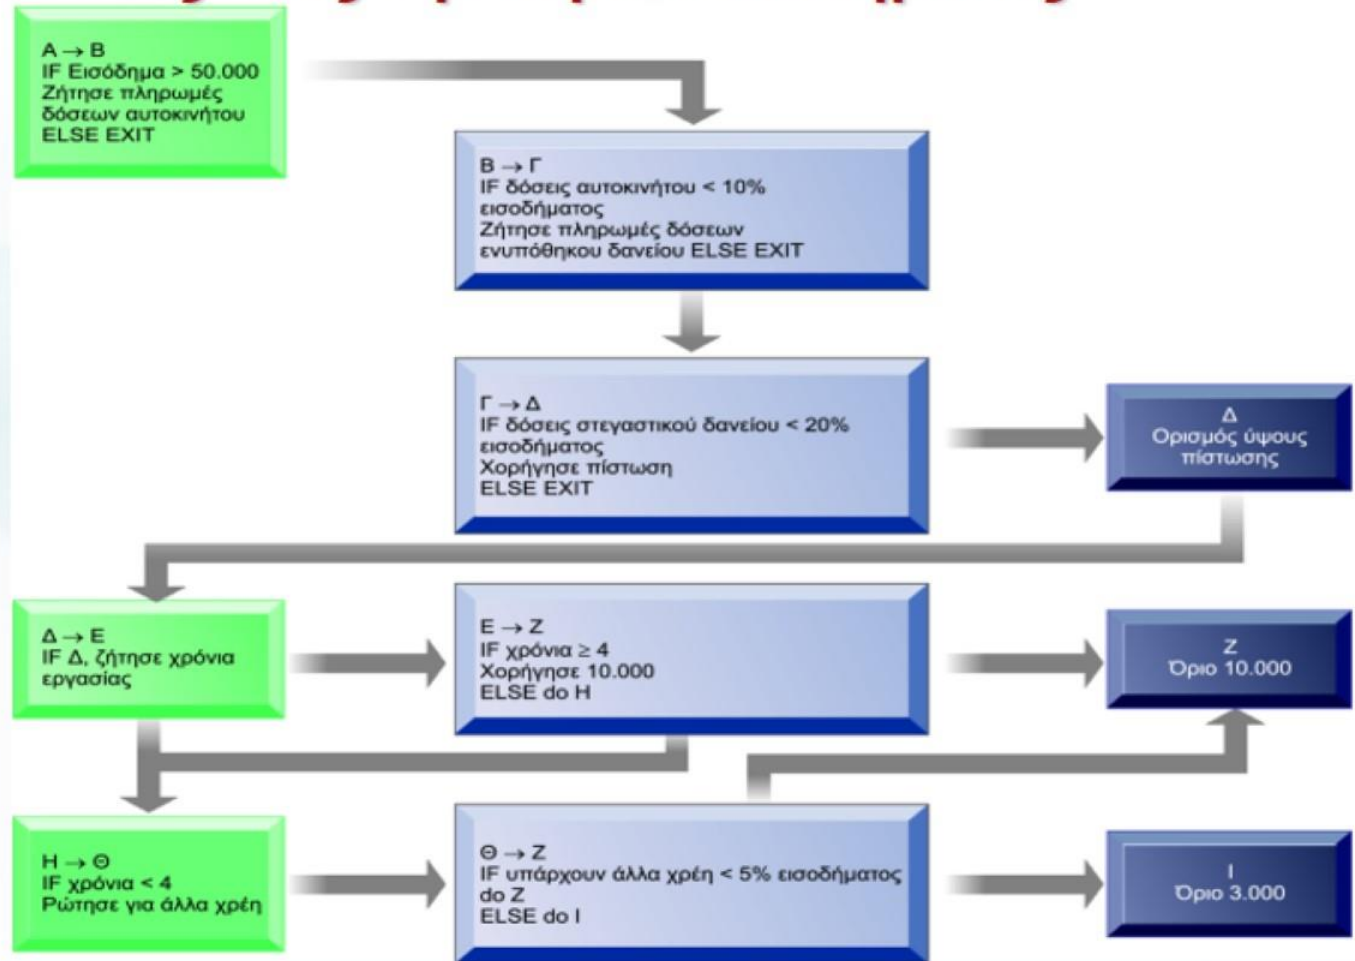 Α → Β
IF Εισόδημα > 50.000
Ζήτησε πληρωμές
δόσεων αυτοκινήτου
ELSE EXIT
Β → Γ
IF δόσεις αυτοκινήτου < 10%
εισοδήματος
Ζήτησε πληρωμές δόσεων
ενυπόθηκου δανείου ELSE EXIT
Γ → Δ
IF δόσεις στεγαστικού δανείου < 20%
εισοδήματος
Χορήγησε πίστωση
ELSE EXIT
Δ
Ορισμός ύψους
πίστωσης
Δ → Ε
IF Δ, ζήτησε χρόνια
εργασίας
Ε → Ζ
IF χρόνια ≥ 4
Χορήγησε 10.000
ELSE do Η
Ζ
Όριο 10.000
Η → Θ
IF χρόνια < 4
Ρώτησε για άλλα χρέη
Θ → Ζ
IF υπάρχουν άλλα χρέη < 5% εισοδήματος
do Ζ
ELSE do Ι
Ι
Όριο 3.000